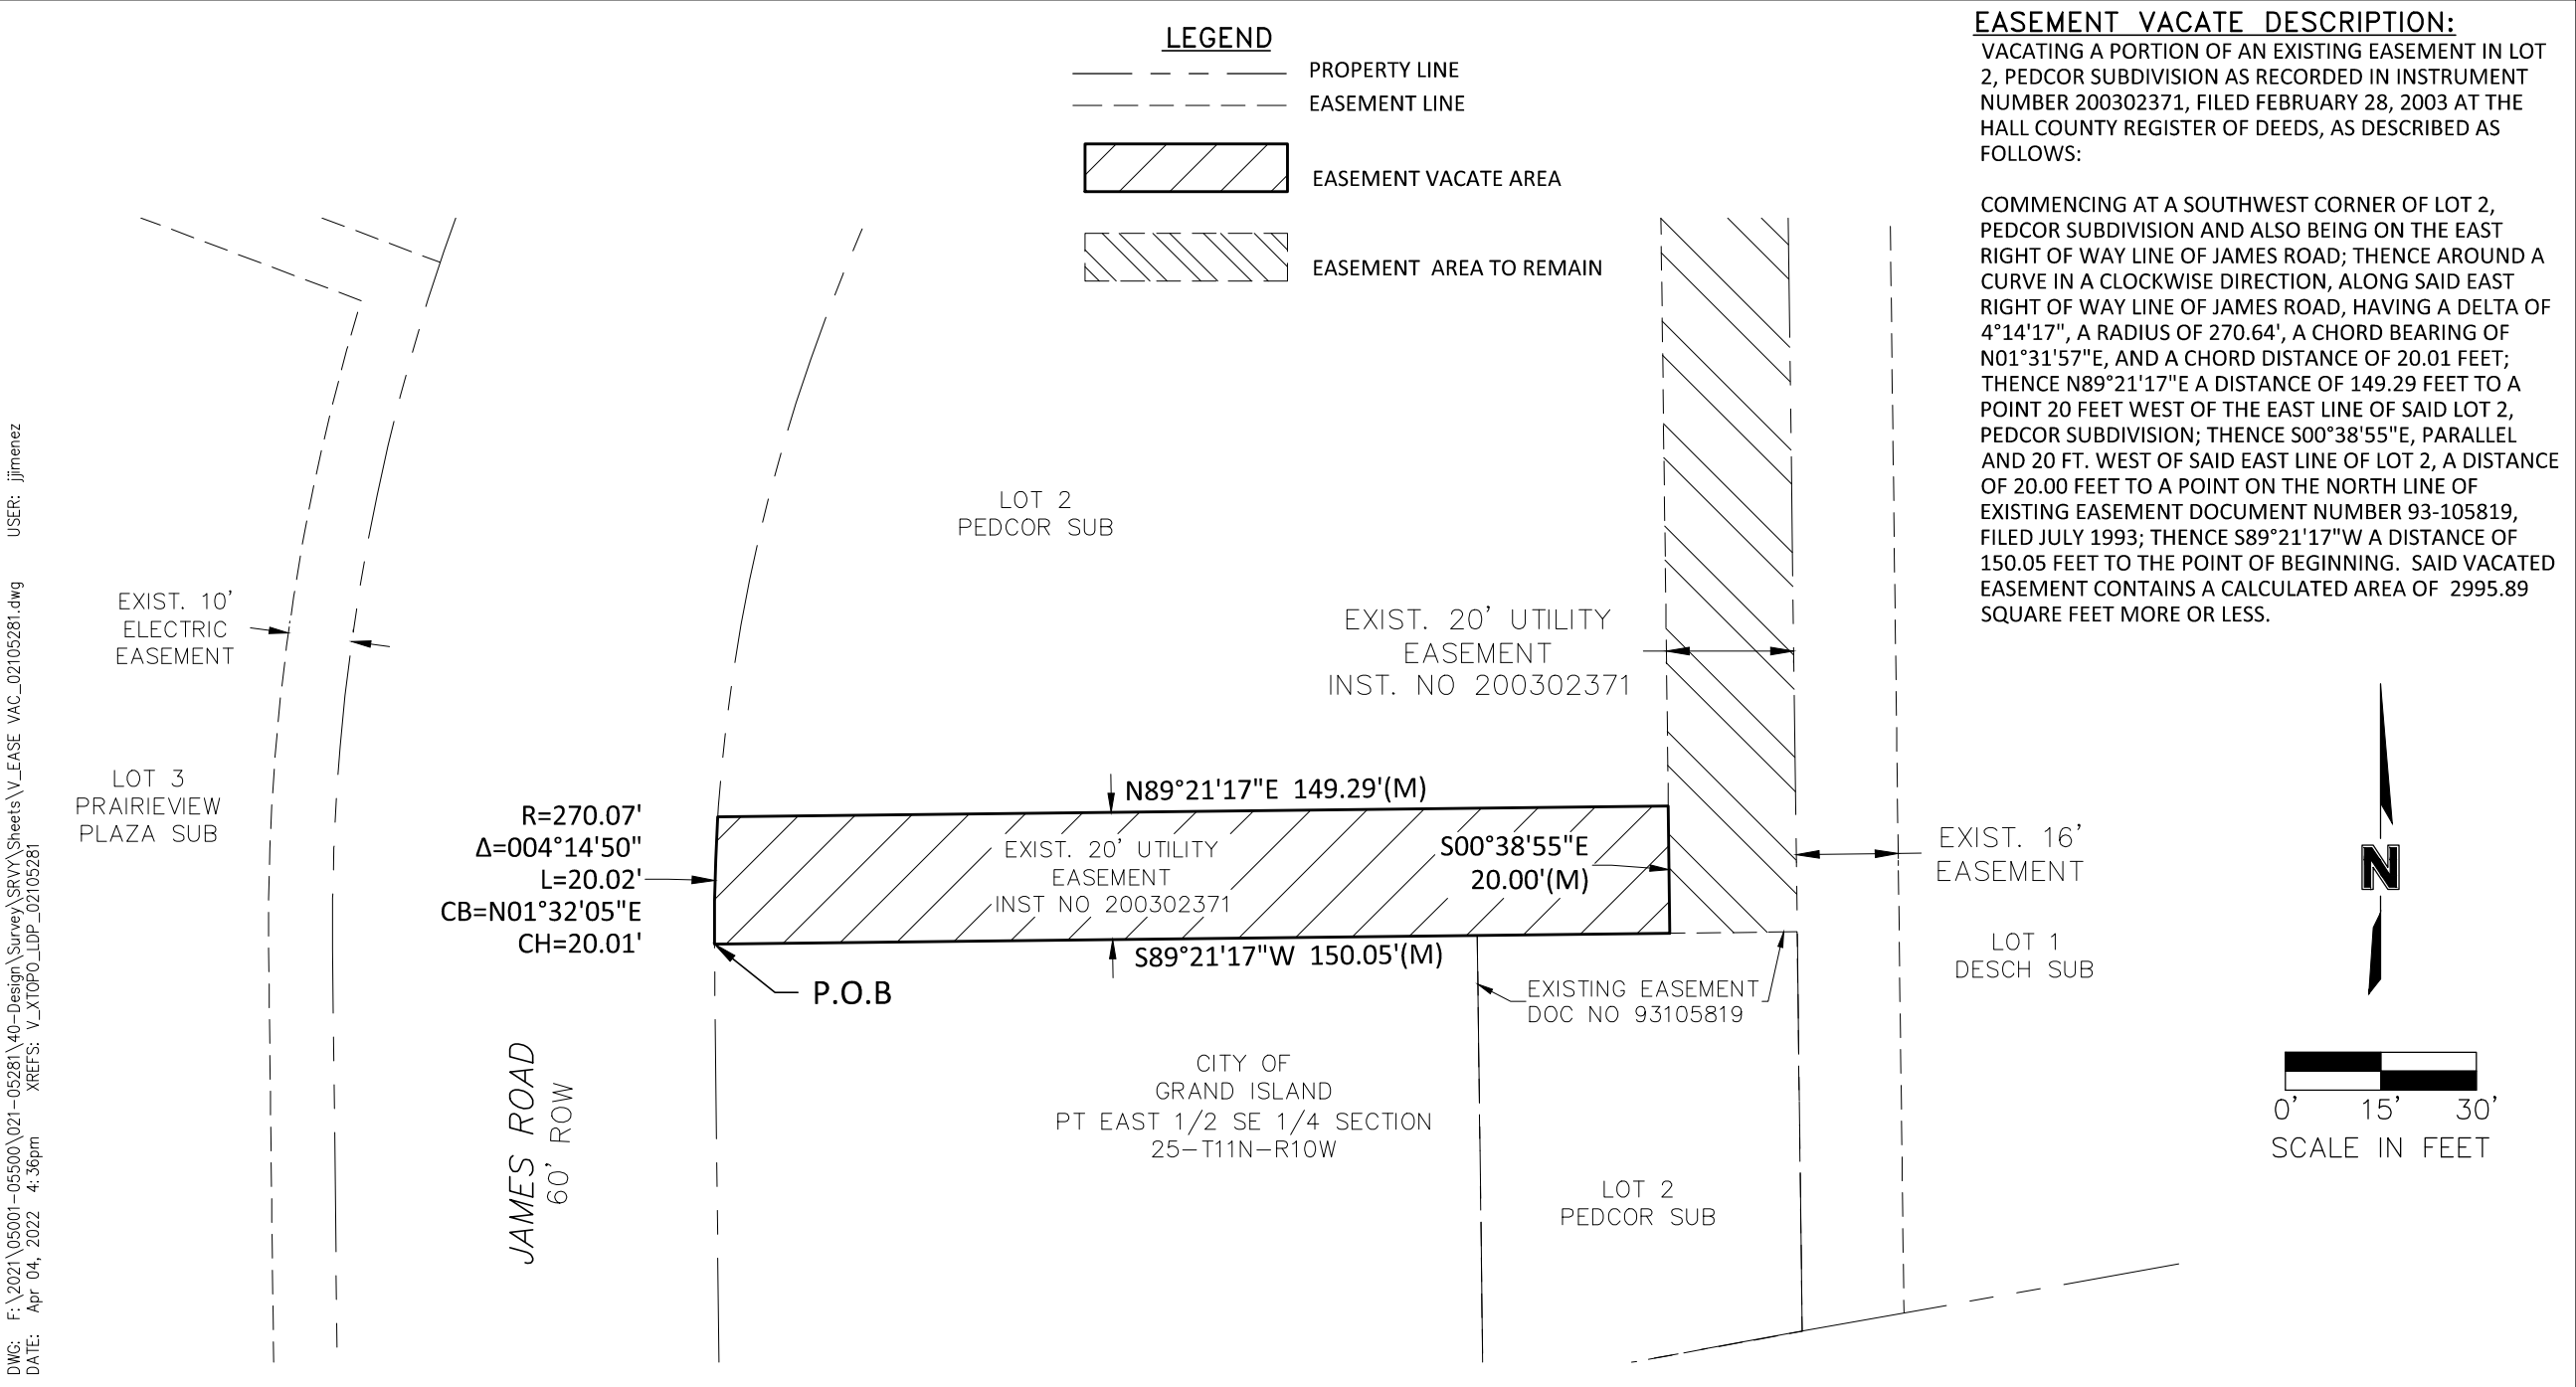 LEGEND
PROPERTY LINE
EASEMENT LINE
EASEMENT VACATE AREA
EASEMENT  AREA TO REMAIN
EASEMENT VACATE DESCRIPTION:
VACATING A PORTION OF AN EXISTING EASEMENT IN LOT
2, PEDCOR SUBDIVISION AS RECORDED IN INSTRUMENT
NUMBER 200302371, FILED FEBRUARY 28, 2003 AT THE
HALL COUNTY REGISTER OF DEEDS, AS DESCRIBED AS
FOLLOWS:
COMMENCING AT A SOUTHWEST CORNER OF LOT 2,
PEDCOR SUBDIVISION AND ALSO BEING ON THE EAST
RIGHT OF WAY LINE OF JAMES ROAD; THENCE AROUND A
CURVE IN A CLOCKWISE DIRECTION, ALONG SAID EAST
RIGHT OF WAY LINE OF JAMES ROAD, HAVING A DELTA OF
4°14'17", A RADIUS OF 270.64', A CHORD BEARING OF
N01°31'57"E, AND A CHORD DISTANCE OF 20.01 FEET;
THENCE N89°21'17"E A DISTANCE OF 149.29 FEET TO A
POINT 20 FEET WEST OF THE EAST LINE OF SAID LOT 2,
PEDCOR SUBDIVISION; THENCE S00°38'55"E, PARALLEL
AND 20 FT. WEST OF SAID EAST LINE OF LOT 2, A DISTANCE
OF 20.00 FEET TO A POINT ON THE NORTH LINE OF
EXISTING EASEMENT DOCUMENT NUMBER 93-105819,
FILED JULY 1993; THENCE S89°21'17"W A DISTANCE OF
150.05 FEET TO THE POINT OF BEGINNING.  SAID VACATED
EASEMENT CONTAINS A CALCULATED AREA OF  2995.89
SQUARE FEET MORE OR LESS.
LOT 2
PEDCOR SUB
EXIST. 10'
ELECTRIC
EASEMENT
EXIST. 20' UTILITY
EASEMENT
INST. NO 200302371
LOT 3
PRAIRIEVIEW
PLAZA SUB
R=270.07'
Δ=004°14'50"
L=20.02'
CB=N01°32'05"E
CH=20.01'
N89°21'17"E  149.29'(M)
EXIST. 20' UTILITY
EASEMENT
INST NO 200302371
S00°38'55"E
20.00'(M)
S89°21'17"W  150.05'(M)
P.O.B
EXIST. 16'
EASEMENT
LOT 1
DESCH SUB
EXISTING EASEMENT
DOC NO 93105819
CITY OF
GRAND ISLAND
PT EAST 1/2 SE 1/4 SECTION
25-T11N-R10W
LOT 2
PEDCOR SUB
JAMES ROAD
60' ROW
N
0' 15' 30'
SCALE IN FEET
DWG: F:\2021\05001-05500\021-05281\40-Design\Survey\SRVY\Sheets\V_EASE VAC_02105281.dwg USER: jjimenez
DATE: Apr 04, 2022 4:36pm XREFS: V_XTOPO_LDP_02105281